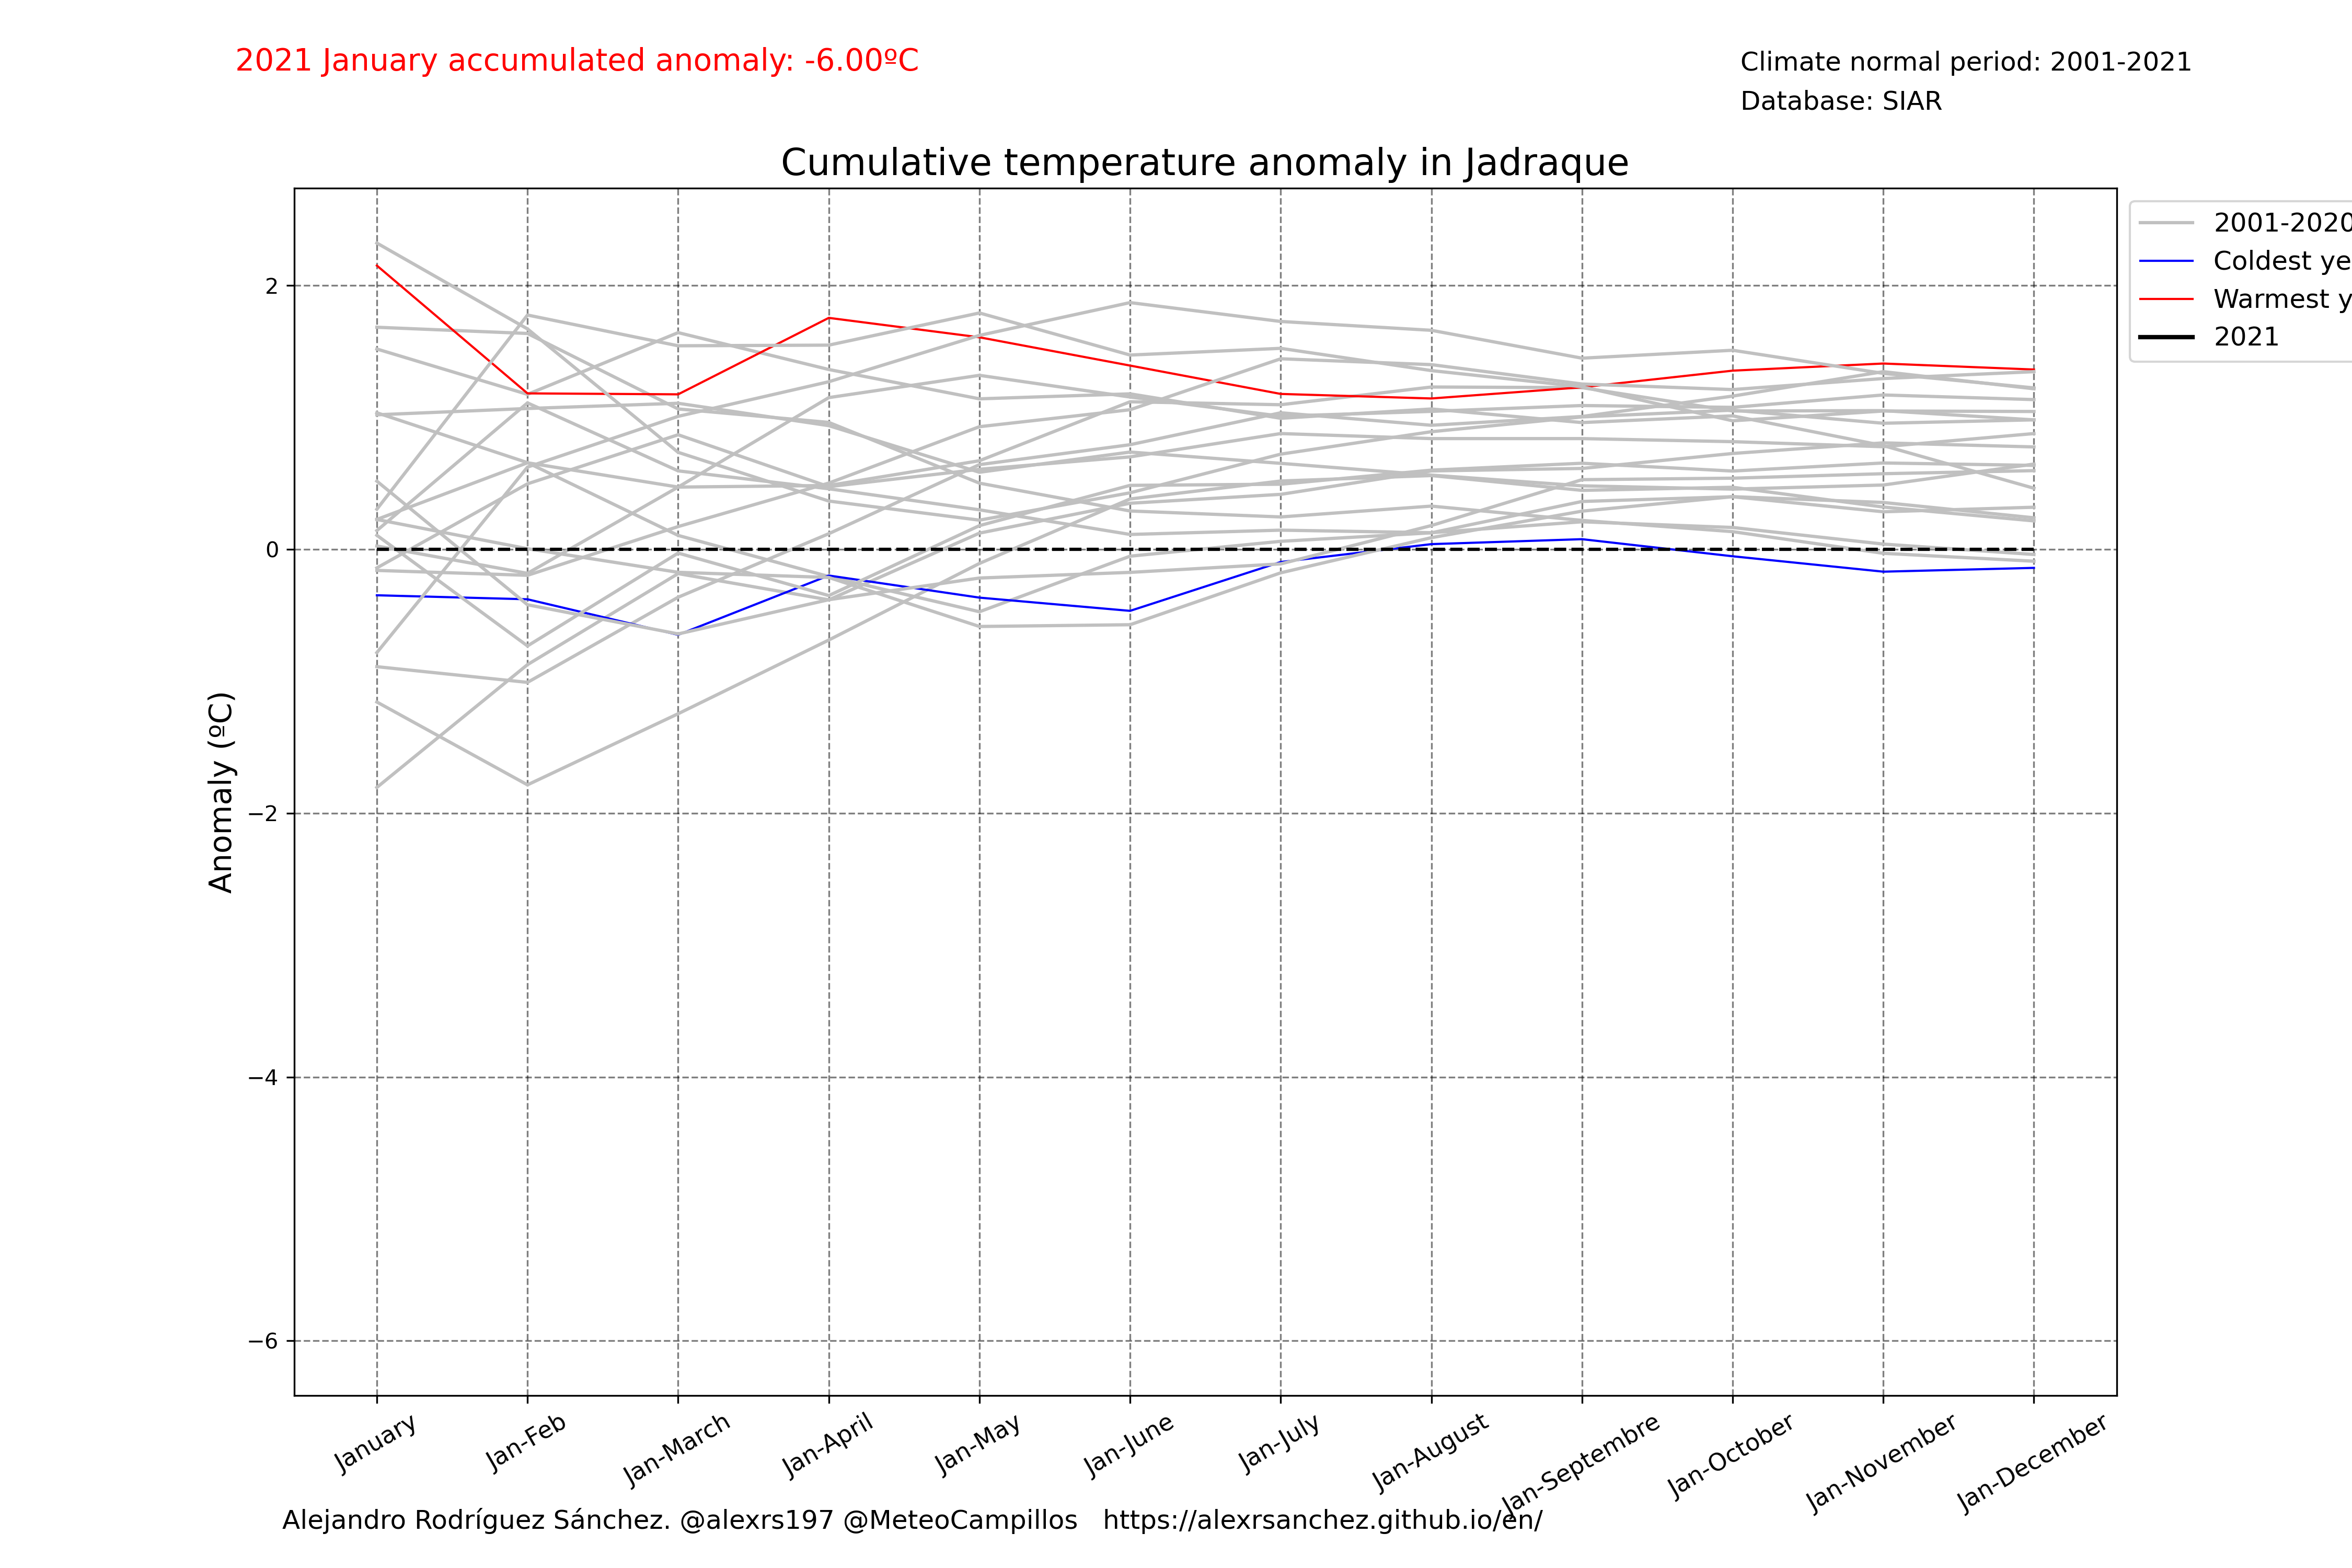 2021 January accumulated anomaly: -6.00ºC
Climate normal period: 2001-2021
Database: SIAR
Cumulative temperature anomaly in Jadraque
2001-2020
Coldest ye
Warmest y
2021
Anomaly (ºC)
2
0
−2
−4
−6
January
Jan-Feb
Jan-March
Jan-April
Jan-May
Jan-June
Jan-July
Jan-August
Jan-Septembre
Jan-October
Jan-November
Jan-December
Alejandro Rodríguez Sánchez. @alexrs197 @MeteoCampillos   https://alexrsanchez.github.io/en/